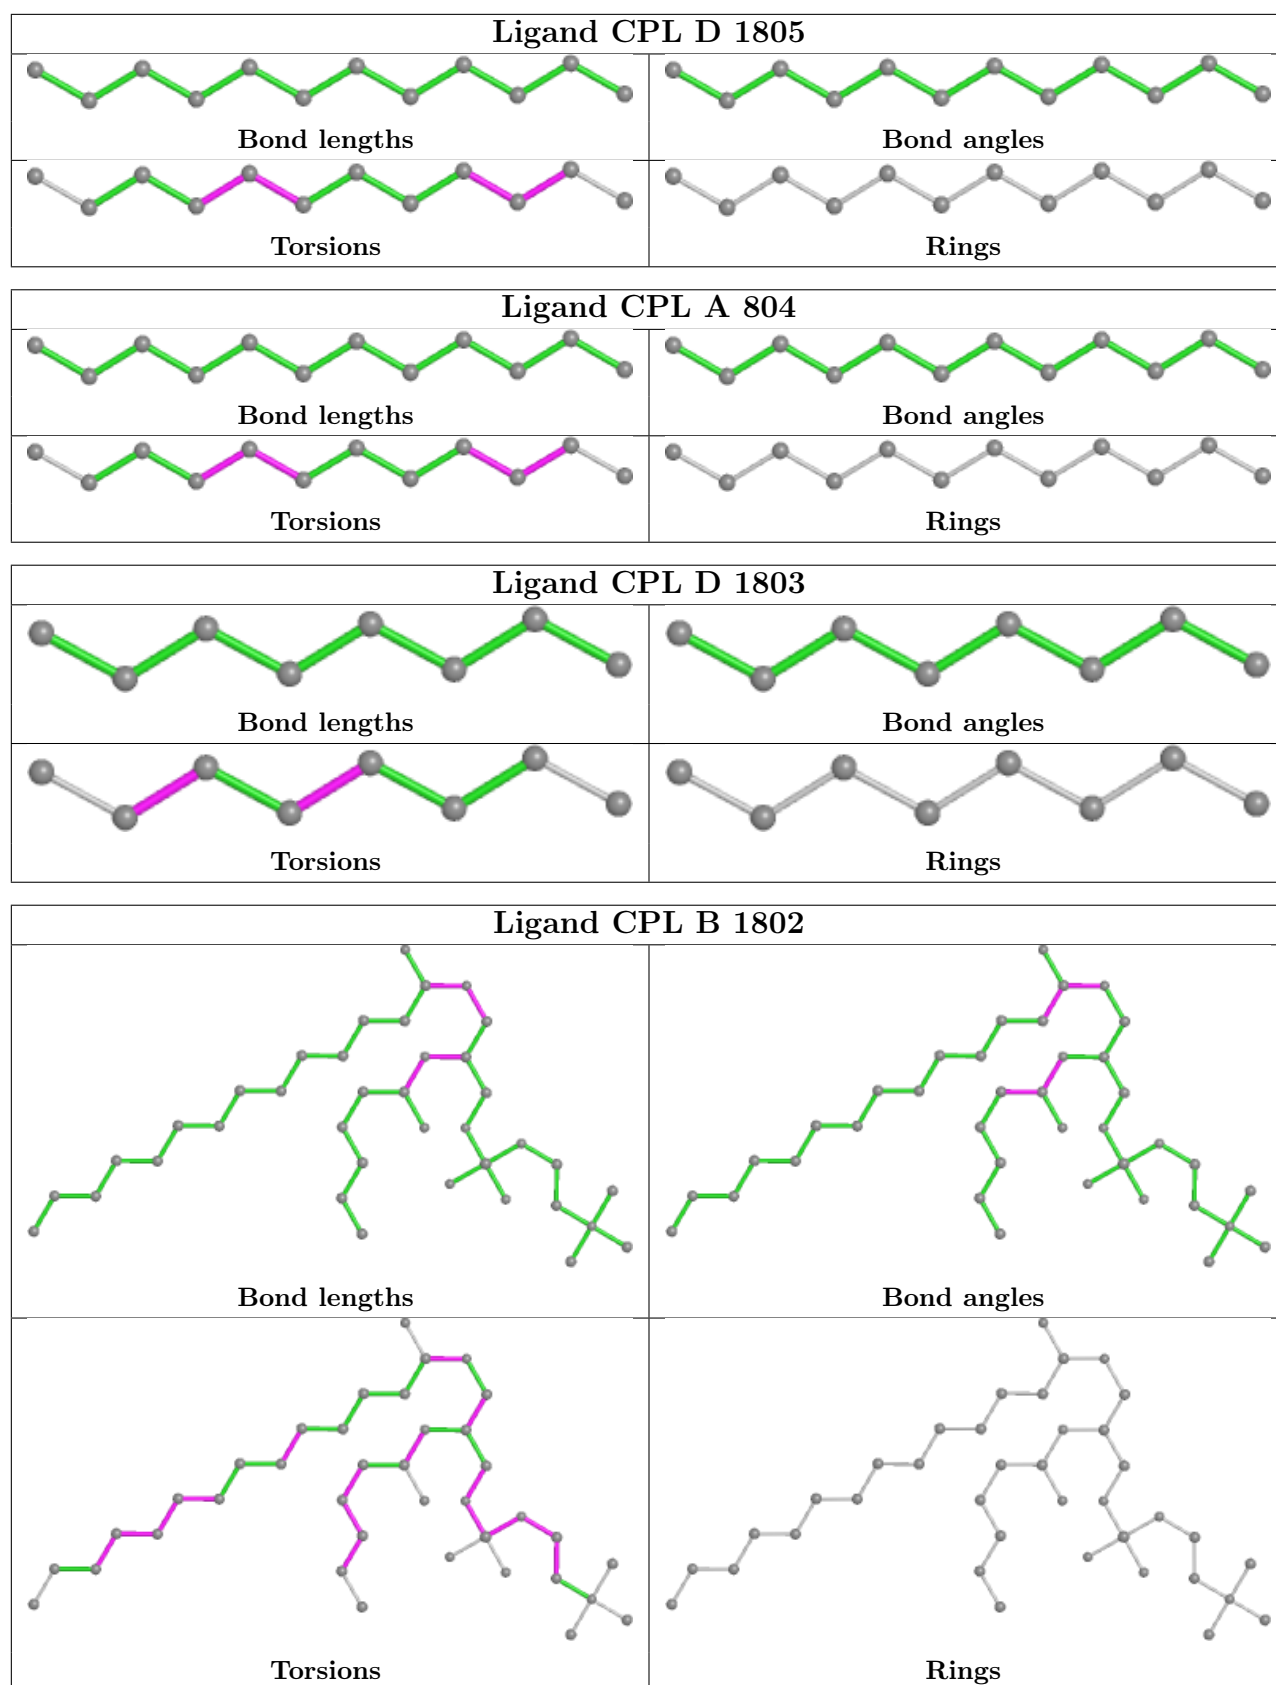 Ligand CPL D 1805
Bond lengths
Bond angles
Torsions
Rings
Ligand CPL A 804
Bond lengths
Bond angles
Torsions
Rings
Ligand CPL D 1803
Bond lengths
Bond angles
Torsions
Rings
Ligand CPL B 1802
Bond lengths
Bond angles
Torsions
Rings